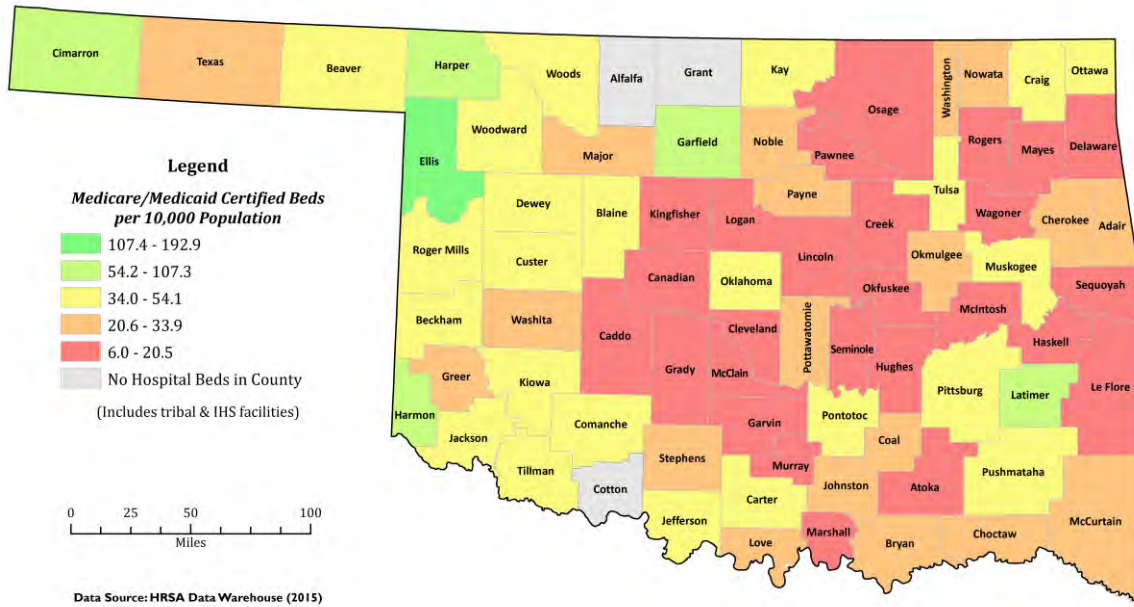 Cimarron
Texas
Beaver
Harper
Woods
Alfalfa
Grant
Kay
Osage
Washington
Nowata
Craig
Ottawa
Woodward
Ellis
Major
Garfield
Noble
Pawnee
Rogers
Mayes
Delaware
Legend
Medicare/Medicaid Certified Beds
per 10,000 Population
107.4 - 192.9
54.2 - 107.3
34.0 - 54.1
20.6 - 33.9
6.0 - 20.5
No Hospital Beds in County
(Includes tribal & IHS facilities)
Dewey
Blaine
Kingfisher
Logan
Payne
Creek
Tulsa
Wagoner
Cherokee
Adair
Roger Mills
Custer
Canadian
Oklahoma
Lincoln
Okfuskee
Okmulgee
Muskogee
Sequoyah
Beckham
Washita
Caddo
Grady
Cleveland
McClain
Pottawatomie
Seminole
Hughes
McIntosh
Haskell
Le Flore
Greer
Kiowa
Harmon
Jackson
Comanche
Tillman
Cotton
Stephens
Garvin
Murray
Pontotoc
Coal
Pittsburg
Latimer
Pushmataha
Atoka
Johnston
Carter
Jefferson
Love
Marshall
Bryan
Choctaw
McCurtain
0 25 50 100
Miles
Data Source: HRSA Data Warehouse (2015)